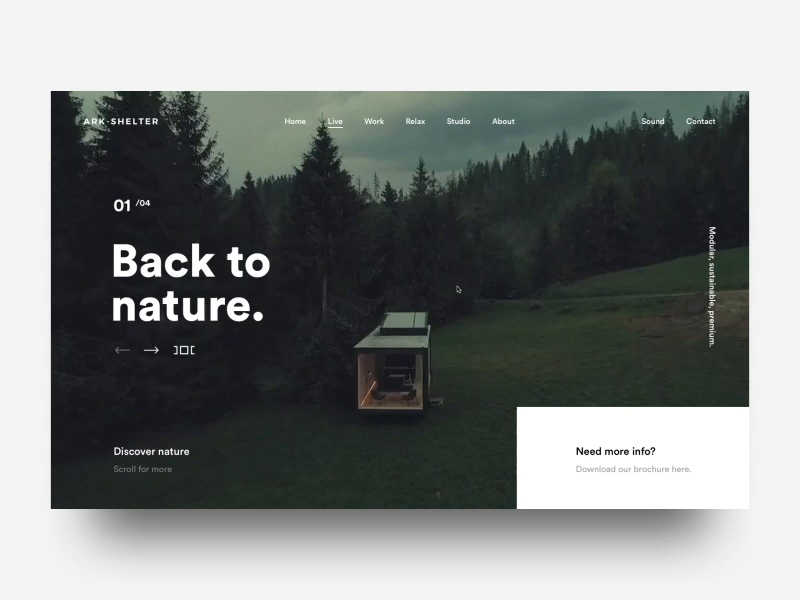 ARK-SHELTER
Home Live Work Relax Studio About
Sound Contact
01 /04
Back to
nature.
Modular, sustainable, premium.
Discover nature
Scroll for more
Need more info?
Download our brochure here.